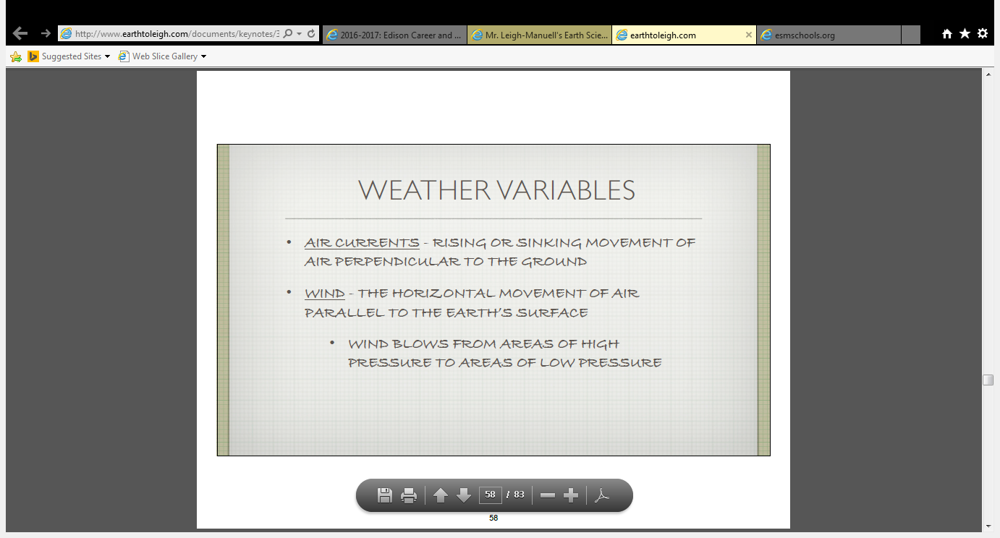 http://www.earthtoleigh.com/documents/keynotes/3
2016-2017: Edison Career and ...
Mr. Leigh-Manuell's Earth Scie...
earthtoleigh.com
esmschools.org
Suggested Sites
Web Slice Gallery
WEATHER VARIABLES
• AIR CURRENTS - RISING OR SINKING MOVEMENT OF
AIR PERPENDICULAR TO THE GROUND
• WIND - THE HORIZONTAL MOVEMENT OF AIR
PARALLEL TO THE EARTH'S SURFACE
• WIND BLOWS FROM AREAS OF HIGH
PRESSURE TO AREAS OF LOW PRESSURE
58 / 83
58